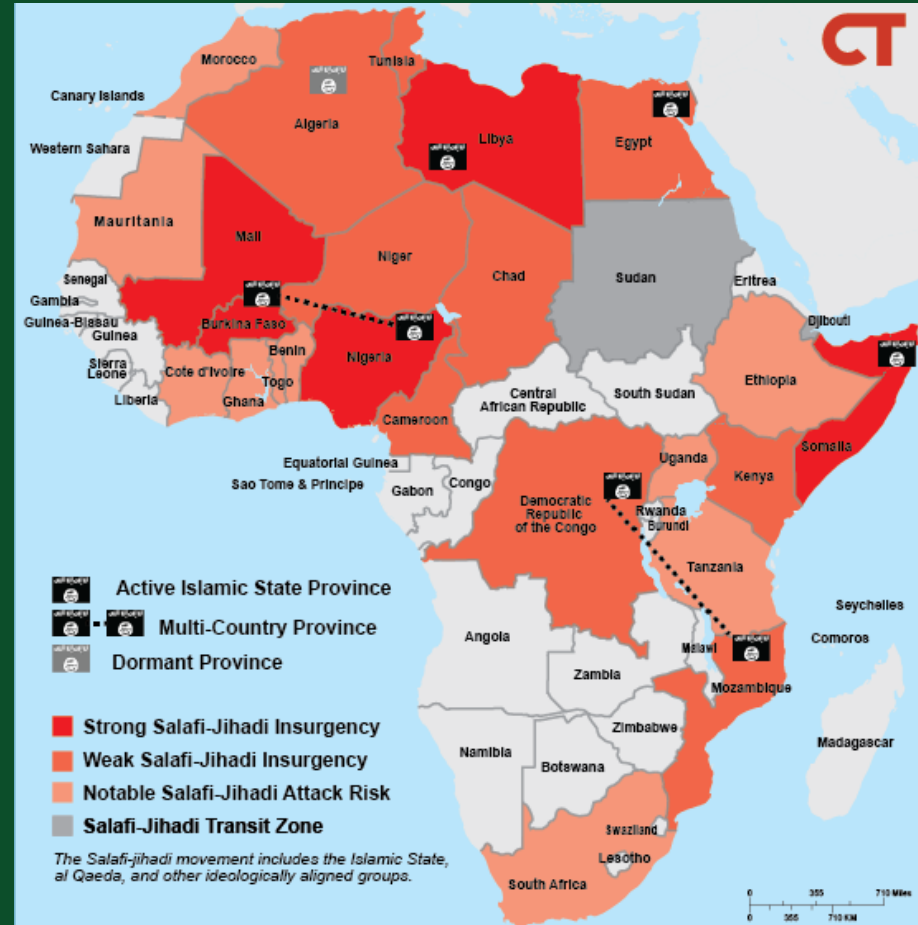 CT
Morocco
Tunisia
Canary Islands
Algeria
Libya
Egypt
Western Sahara
Mauritania
Mali
Niger
Chad
Sudan
Eritrea
Senegal
Gambia
Guinea-Bissau
Guinea
Burkina Faso
Djibouti
Sierra
Leone
Cote d'Ivoire
Benin
Togo
Nigeria
Ethiopia
Liberia
Ghana
Central
African Republic
South Sudan
Cameroon
Somalia
Equatorial Guinea
Sao Tome & Principe
Gabon
Congo
Uganda
Kenya
Democratic
Republic
of the Congo
Rwanda
Burundi
Tanzania
Seychelles
Comoros
Angola
Malawi
Zambia
Mozambique
Zimbabwe
Madagascar
Namibia
Botswana
Swaziland
Lesotho
South Africa
Active Islamic State Province
Multi-Country Province
Dormant Province
Strong Salafi-Jihadi Insurgency
Weak Salafi-Jihadi Insurgency
Notable Salafi-Jihadi Attack Risk
Salafi-Jihadi Transit Zone
The Salafi-jihadi movement includes the Islamic State,
al Qaeda, and other ideologically aligned groups.
0 355 710 Miles
0 355 710 KM